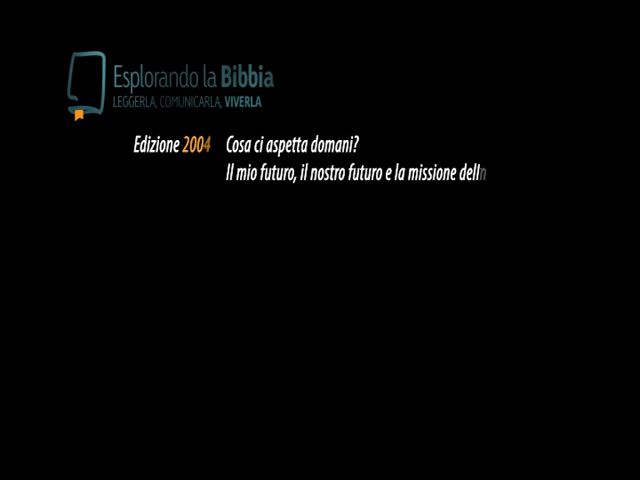 Esplorando la Bibbia
LEGGERLA, COMUNICARLA, VIVERLA
Edizione 2004 Cosa ci aspetta domani?
Il mio futuro, il nostro futuro e la missione